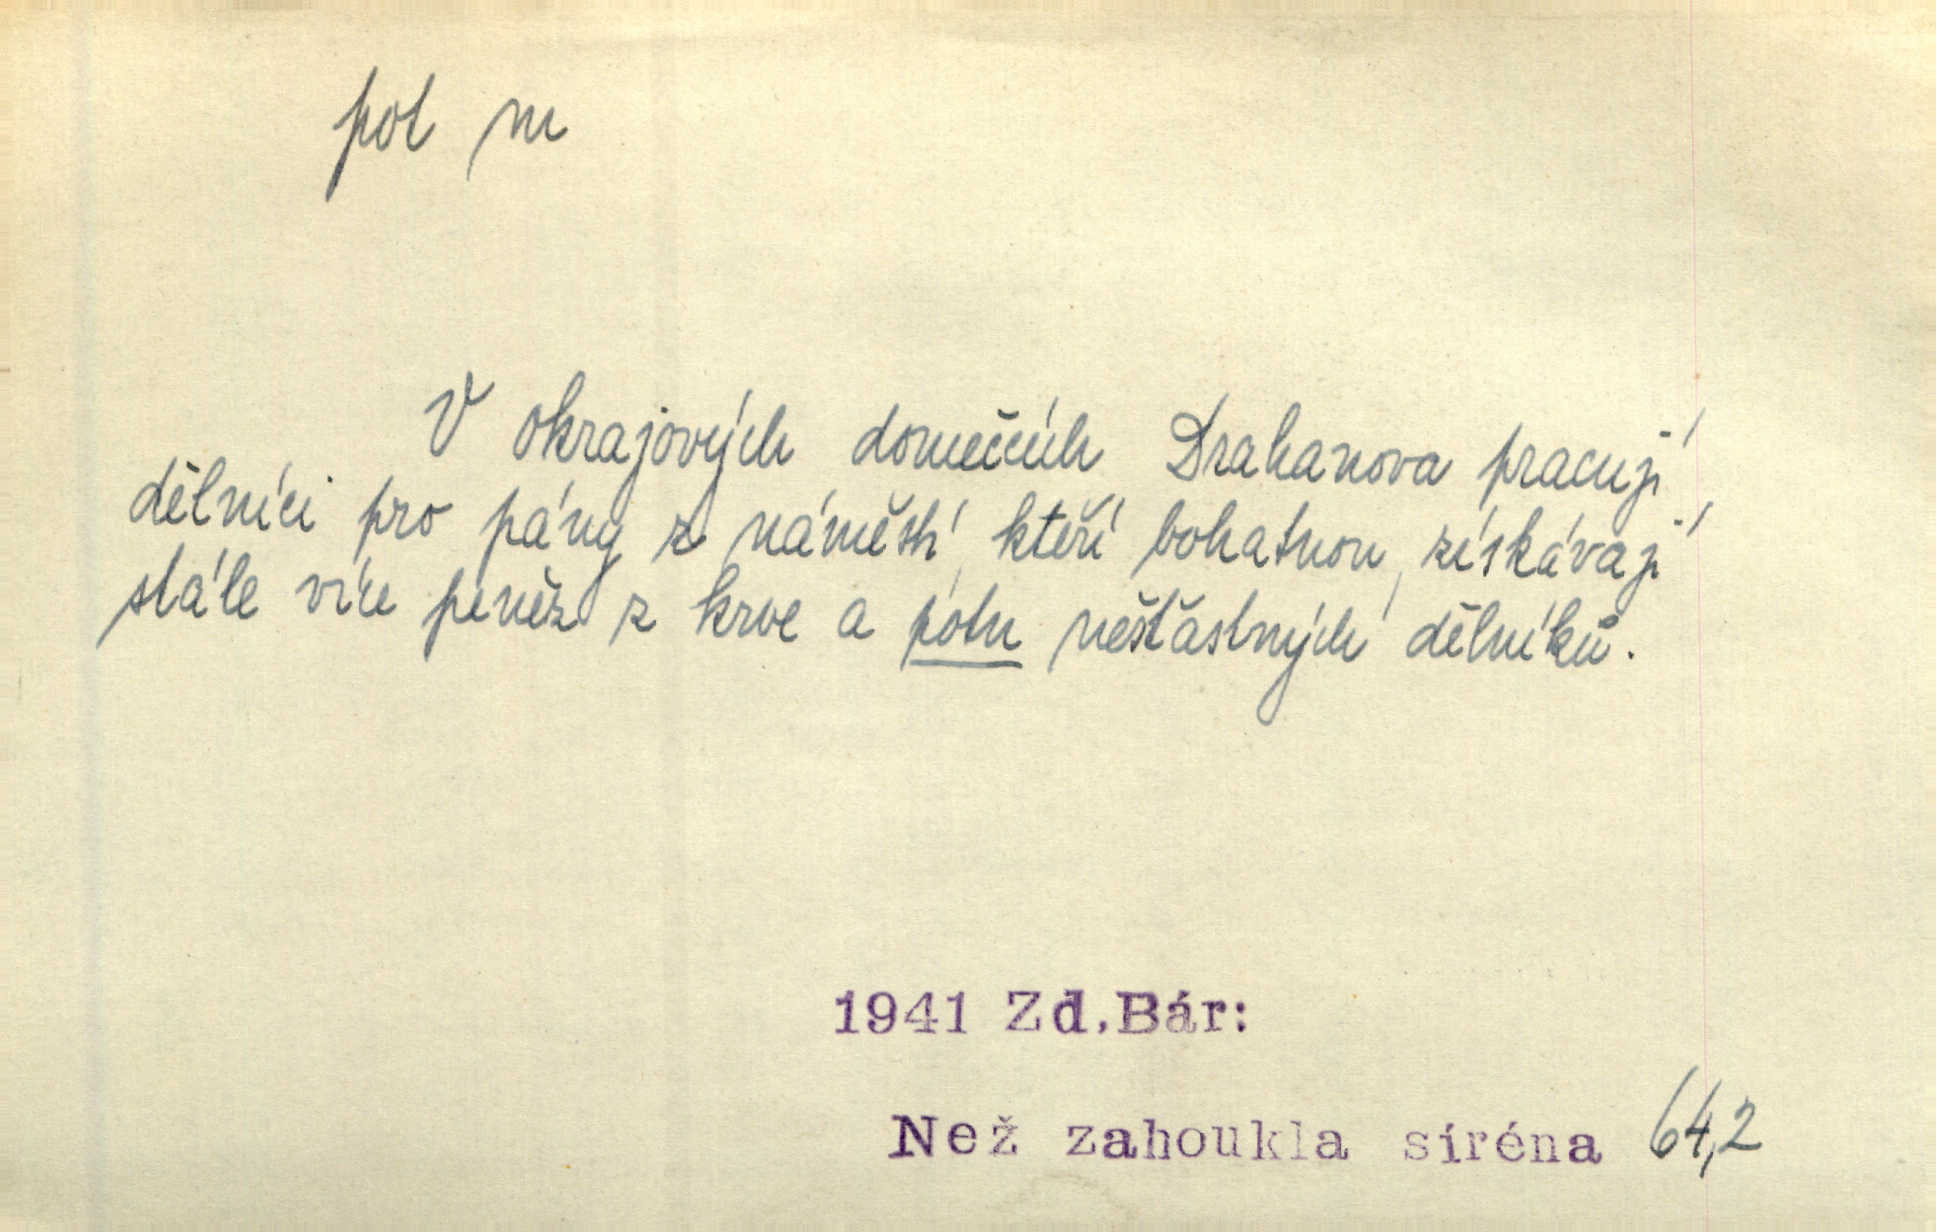 pot m
V okrajových domečcích Drahanova pracují
dělníci pro pány z náměstí, kteří bohatnou, získávají
stále více peněz z krve a potu nešťastných dělníků.
1941 Zd.Bár:
Než zahoukla siréna 64,2